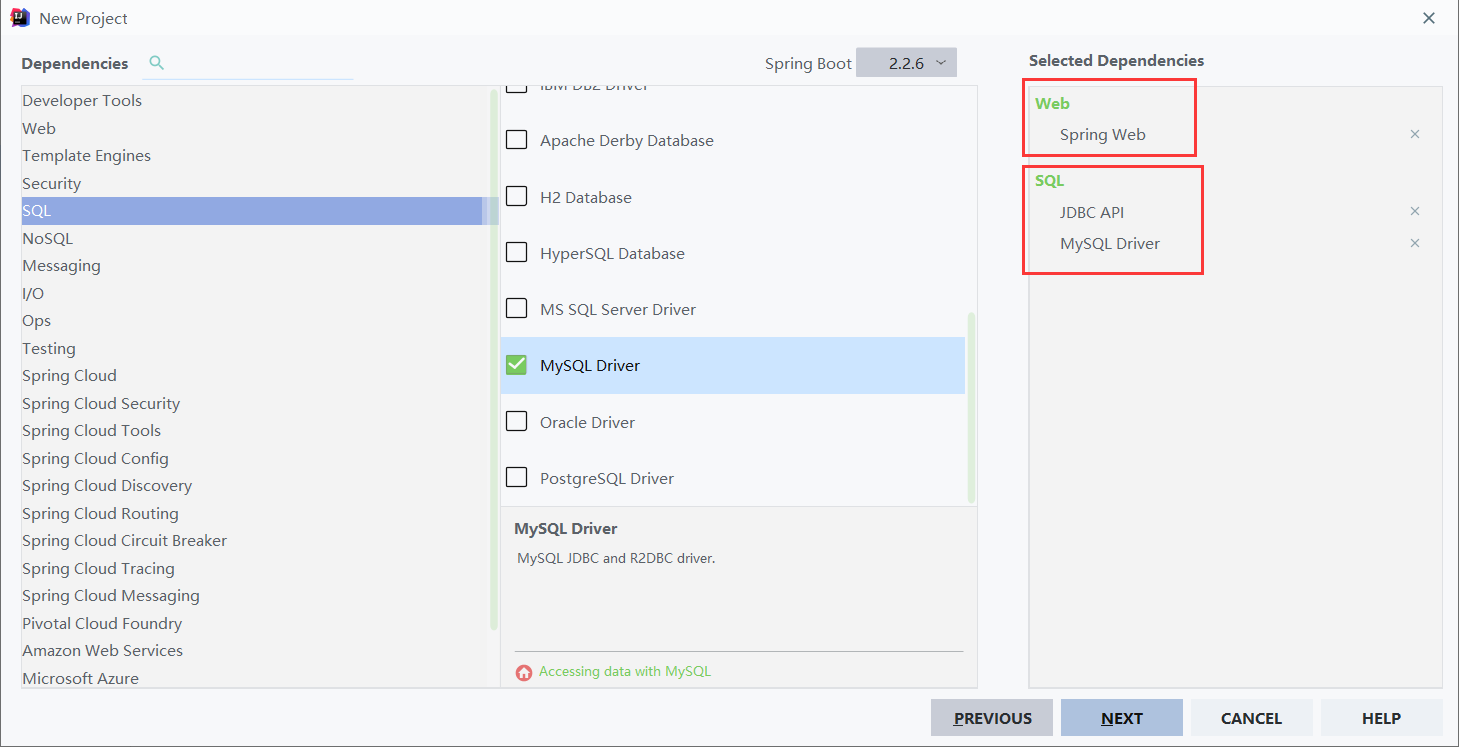 New Project
Dependencies
Spring Boot 2.2.6
Selected Dependencies
Developer Tools
Web
Template Engines
Security
SQL
NoSQL
Messaging
I/O
Ops
Testing
Spring Cloud
Spring Cloud Security
Spring Cloud Tools
Spring Cloud Config
Spring Cloud Discovery
Spring Cloud Routing
Spring Cloud Circuit Breaker
Spring Cloud Tracing
Spring Cloud Messaging
Pivotal Cloud Foundry
Amazon Web Services
Microsoft Azure
IBM DB2 Driver
Apache Derby Database
H2 Database
HyperSQL Database
MS SQL Server Driver
MySQL Driver
Oracle Driver
PostgreSQL Driver
MySQL Driver
MySQL JDBC and R2DBC driver.
Accessing data with MySQL
Web
Spring Web
SQL
JDBC API
MySQL Driver
PREVIOUS
NEXT
CANCEL
HELP